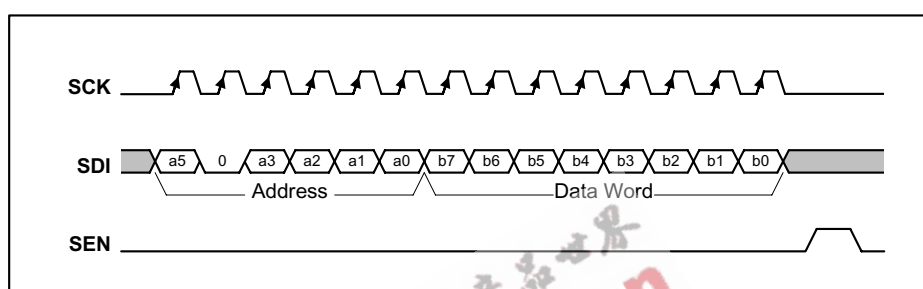 SCK
SDI a5 0 a3 a2 a1 a0 b7 b6 b5 b4 b3 b2 b1 b0
Address Data Word
SEN